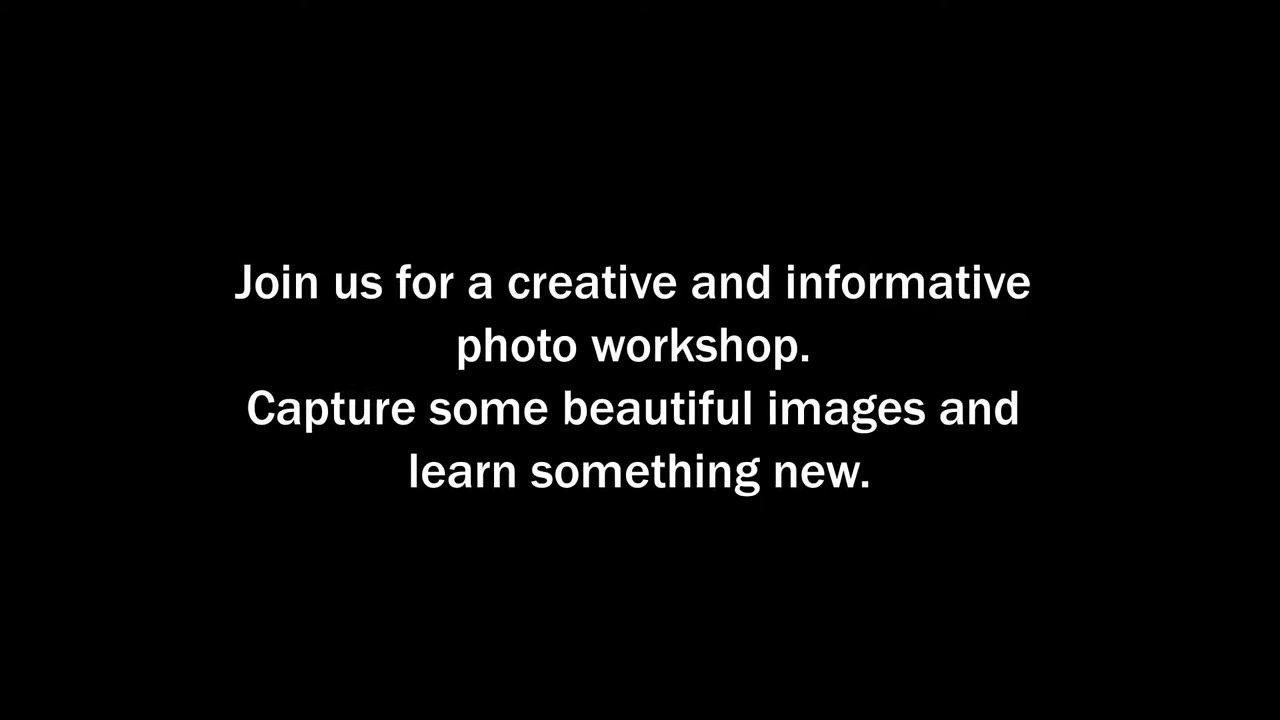 Join us for a creative and informative
photo workshop.
Capture some beautiful images and
learn something new.